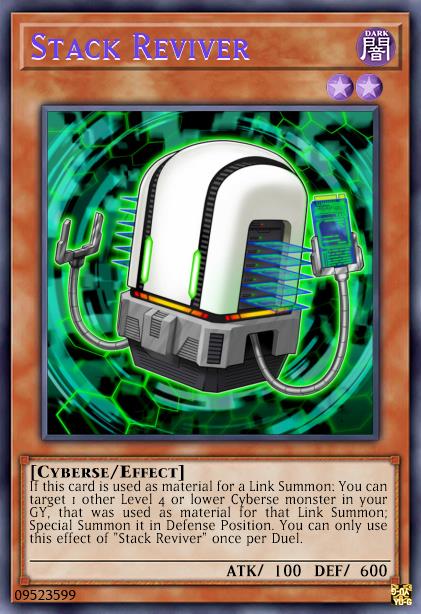 Stack Reviver
DARK
闇
[Cyberse/Effect]
If this card is used as material for a Link Summon: You can
target 1 other Level 4 or lower Cyberse monster in your
GY, that was used as material for that Link Summon;
Special Summon it in Defense Position. You can only use
this effect of "Stack Reviver" once per Duel.
ATK/ 100 DEF/ 600
09523599